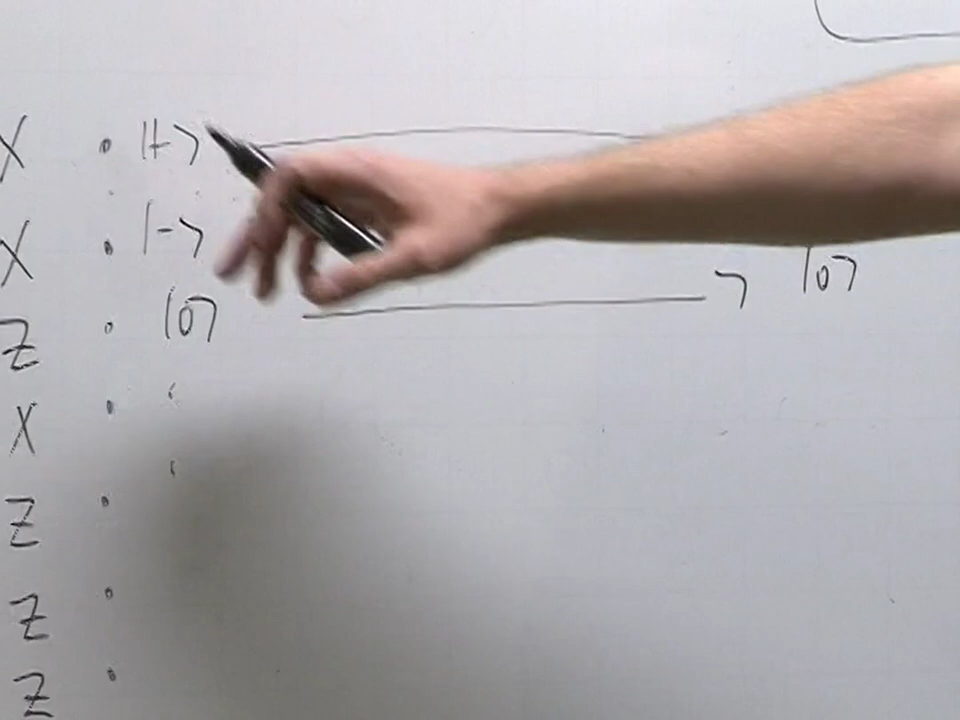 X • |+>
X • |->
Z • |0> |0>
X •
Z •
Z •
Z •